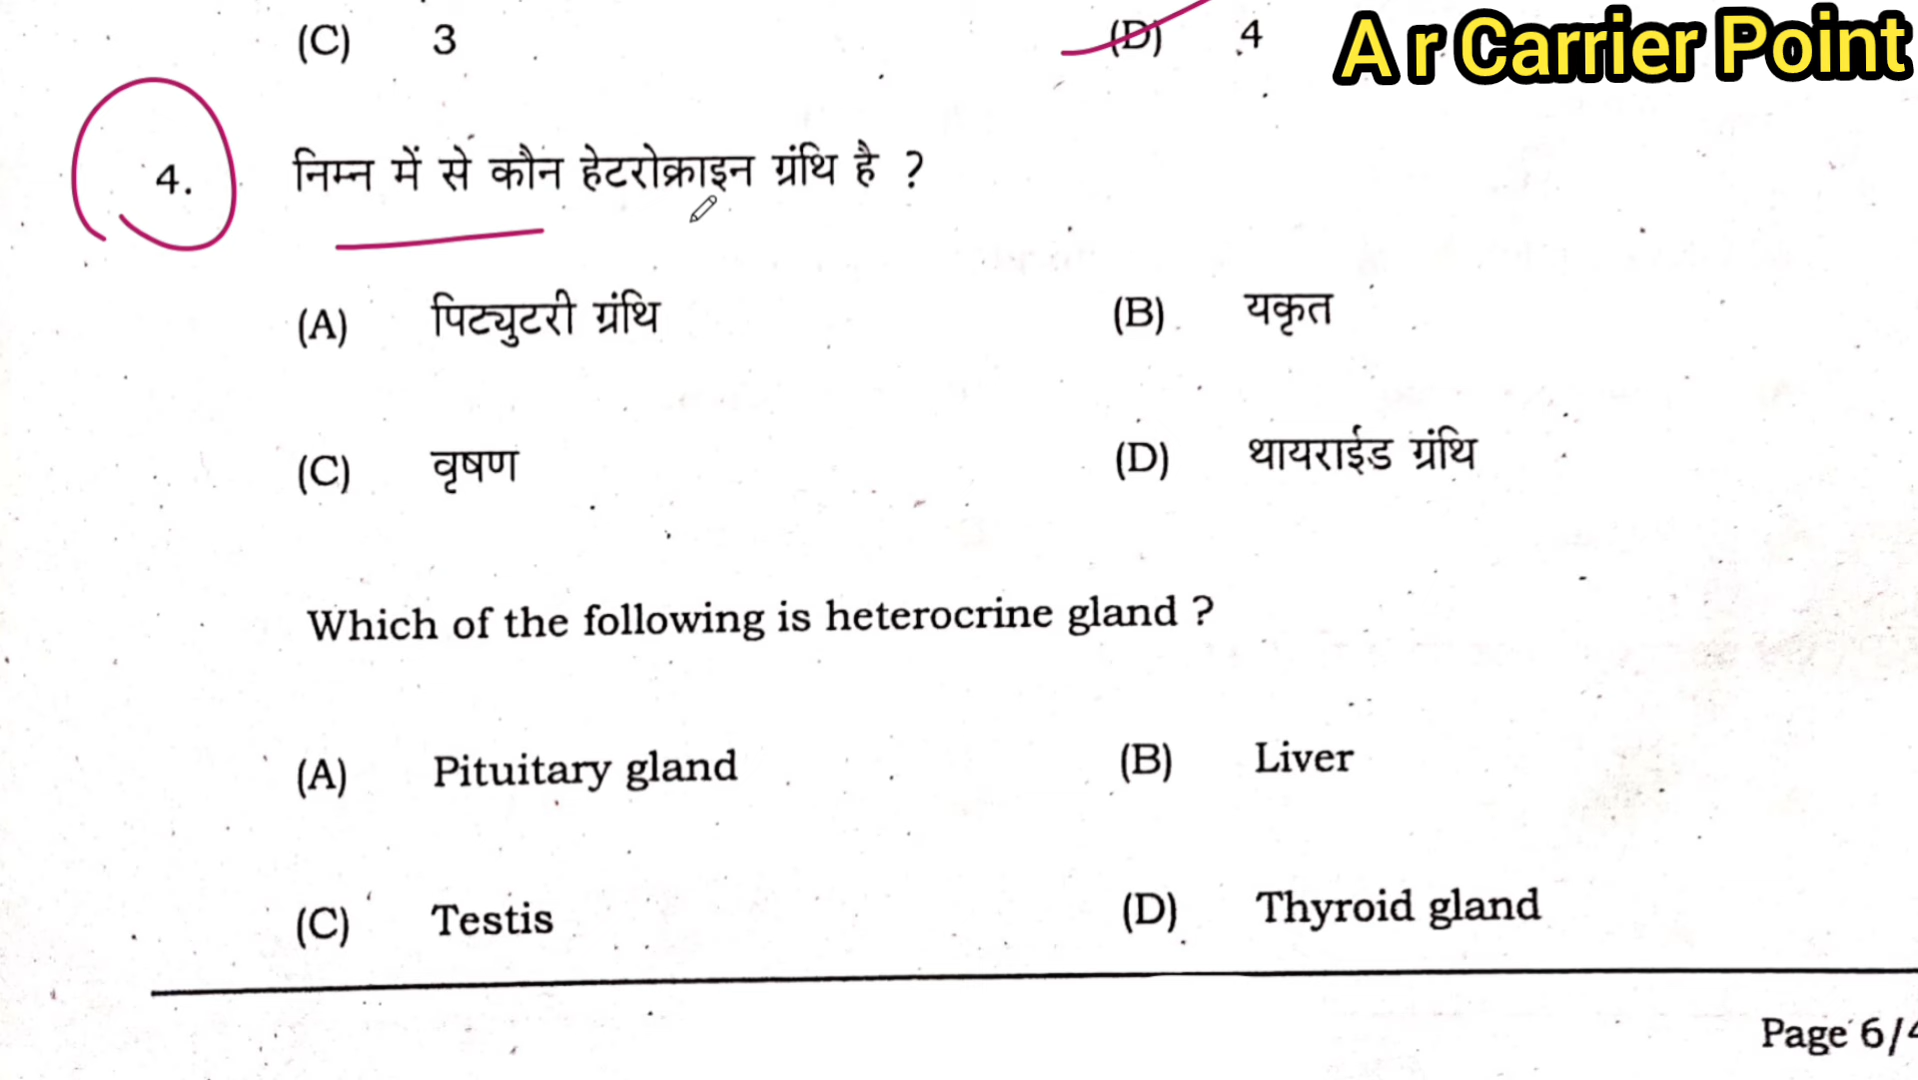 (C) 3 (D) 4 A r Carrier Point
4. निम्न में से कौन हेटरोक्राइन ग्रंथि है ?
(A) पिट्युटरी ग्रंथि (B) यकृत
(C) वृषण (D) थायराईड ग्रंथि
Which of the following is heterocrine gland ?
(A) Pituitary gland (B) Liver
(C) Testis (D) Thyroid gland
Page 6/4